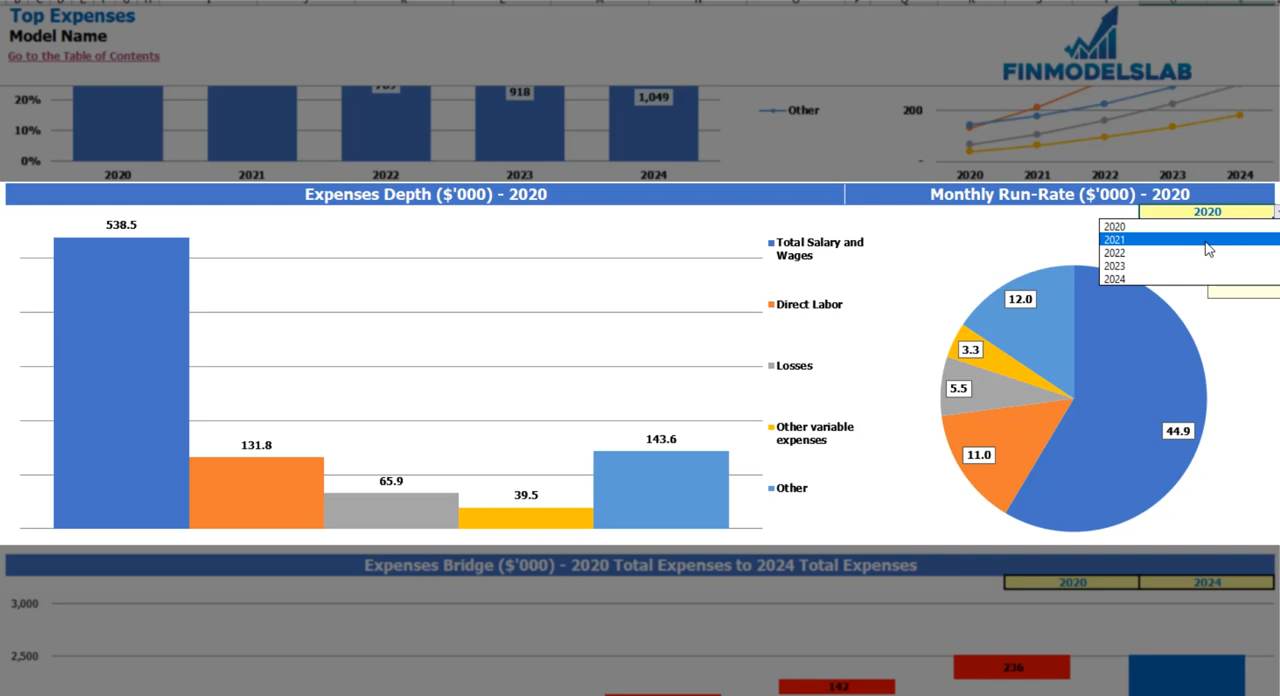 Top Expenses
Model Name
Go to the Table of Contents
FINMODELSLAB
20%
10%
0%
918
1,049
2020
2021
2022
2023
2024
Other
200
-
2020
2021
2022
2023
2024
Expenses Depth ($'000) - 2020
Monthly Run-Rate ($'000) - 2020
2020
2020
2021
2022
2023
2024
538.5
131.8
65.9
39.5
143.6
Total Salary and
Wages
Direct Labor
Losses
Other variable
expenses
Other
12.0
3.3
5.5
11.0
44.9
Expenses Bridge ($'000) - 2020 Total Expenses to 2024 Total Expenses
2020
2024
3,000
2,500
236
142